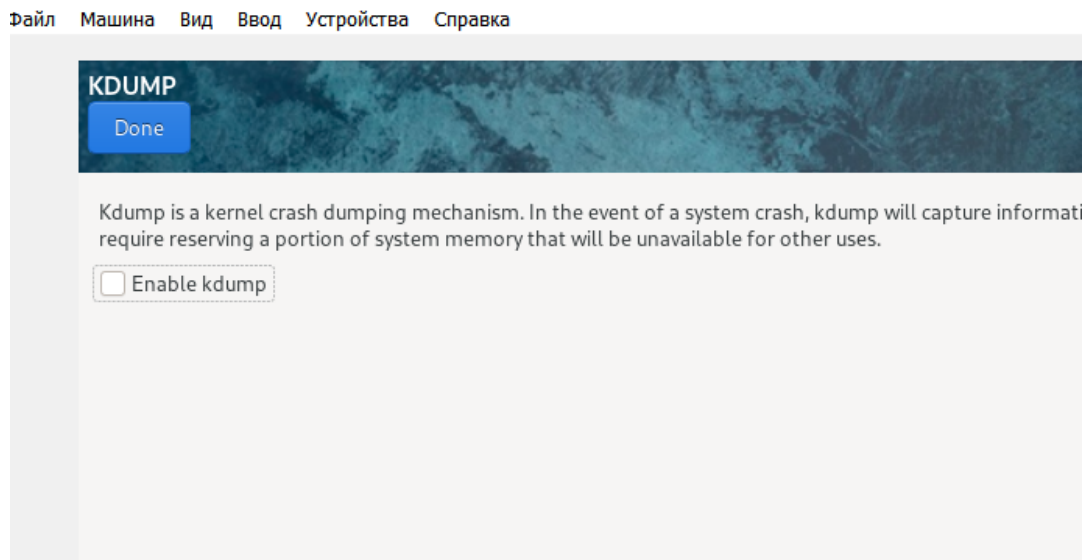 Файл Машина Вид Ввод Устройства Справка
KDUMP
Done
Kdump is a kernel crash dumping mechanism. In the event of a system crash, kdump will capture informati
require reserving a portion of system memory that will be unavailable for other uses.
Enable kdump